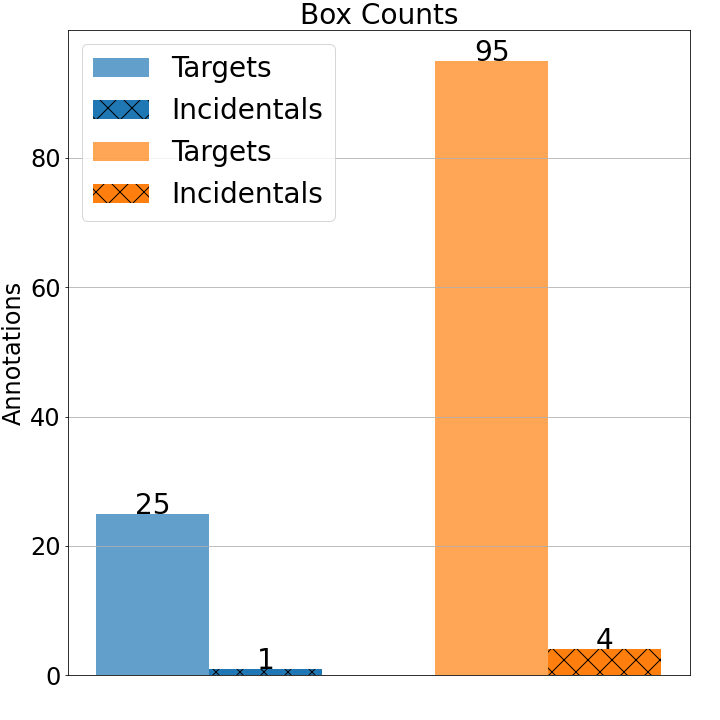 Box Counts
95
Targets
Incidentals
Targets
Incidentals
80
60
Annotations
40
25
20
4
1
0